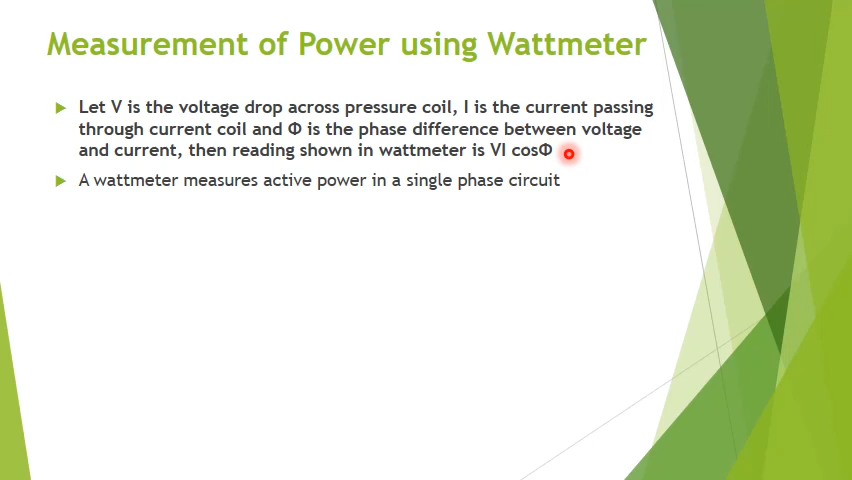 Measurement of Power using Wattmeter
Let V is the voltage drop across pressure coil, I is the current passing
through current coil and Φ is the phase difference between voltage
and current, then reading shown in wattmeter is VI cosΦ
A wattmeter measures active power in a single phase circuit